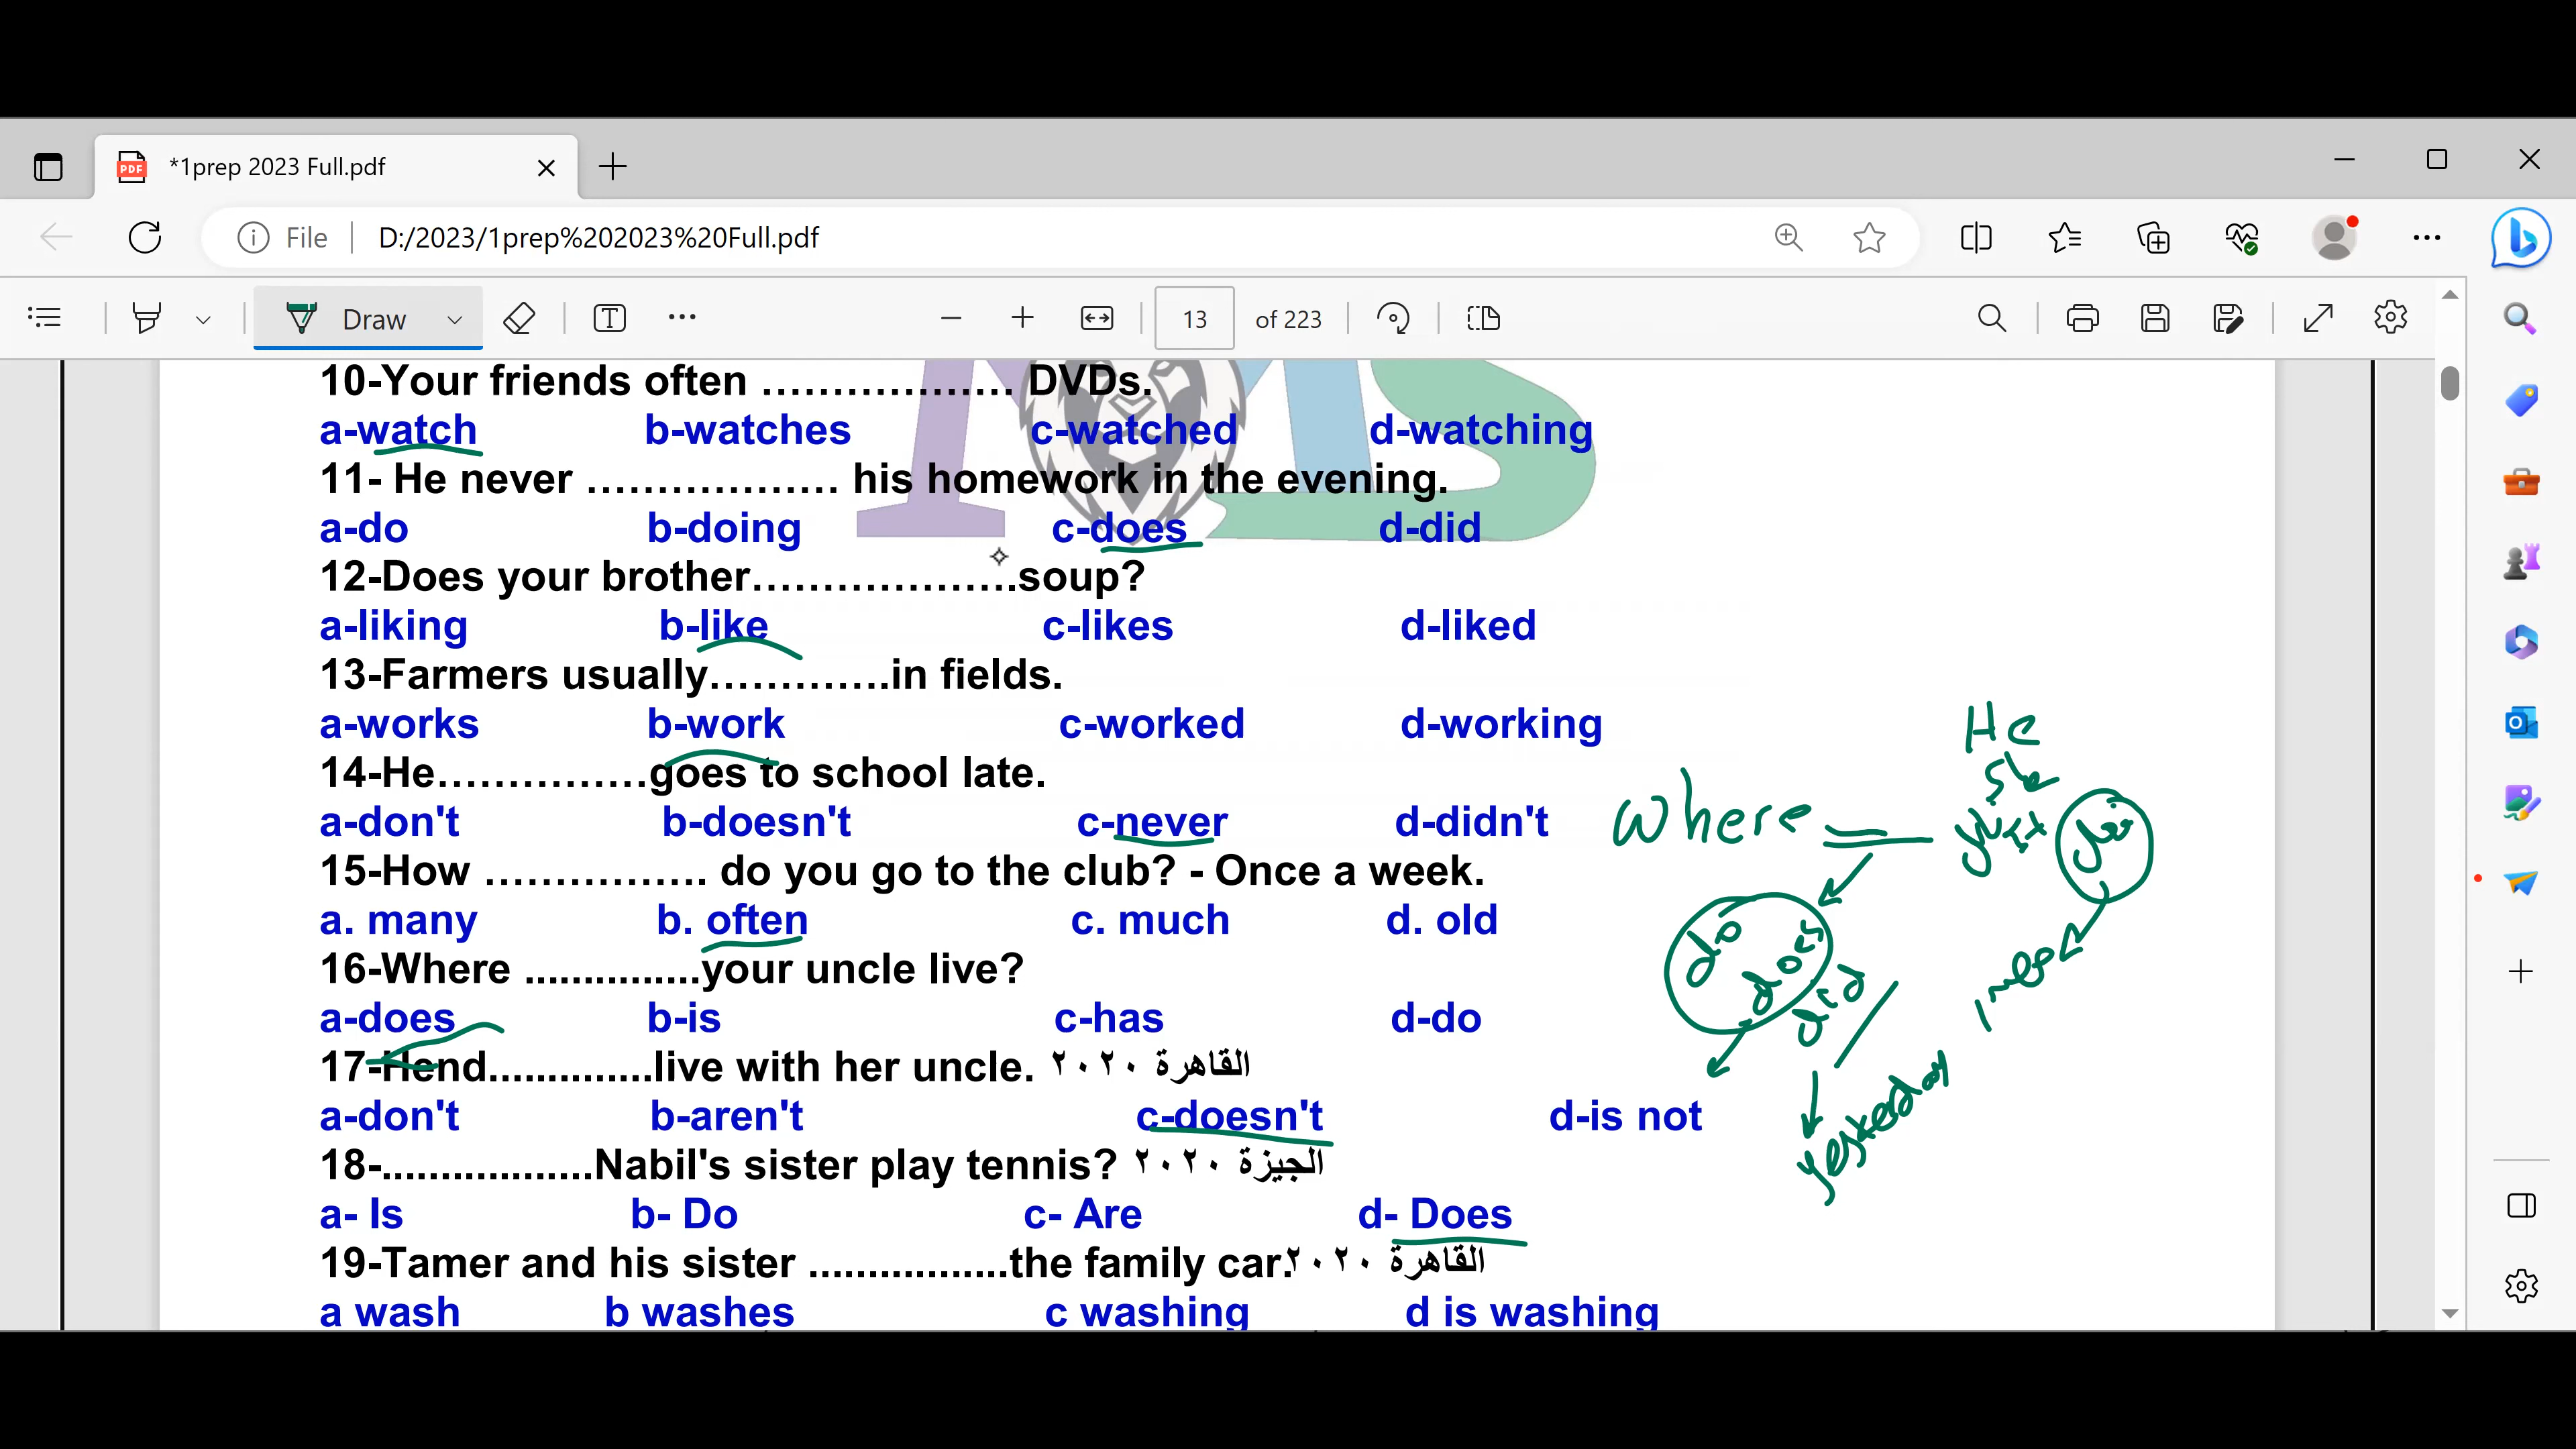 *1prep 2023 Full.pdf
File D:/2023/1prep%202023%20Full.pdf
Draw 13 of 223
10-Your friends often ……………… DVDs.
a-watch b-watches c-watched d-watching
11- He never ……………… his homework in the evening.
a-do b-doing c-does d-did
12-Does your brother……………….soup?
a-liking b-like c-likes d-liked
13-Farmers usually………….in fields.
a-works b-work c-worked d-working
14-He……………goes to school late.
a-don't b-doesn't c-never d-didn't
15-How ……………. do you go to the club? - Once a week.
a. many b. often c. much d. old
16-Where ...............your uncle live?
a-does b-is c-has d-do
17-Hend..............live with her uncle. القاهرة ٢٠٢٠
a-don't b-aren't c-doesn't d-is not
18-..................Nabil's sister play tennis? الجيزة ٢٠٢٠
a- Is b- Do c- Are d- Does
19-Tamer and his sister .................the family car.القاهرة ٢٠٢٠
a wash b washes c washing d is washing
He
she
where
do
does
did